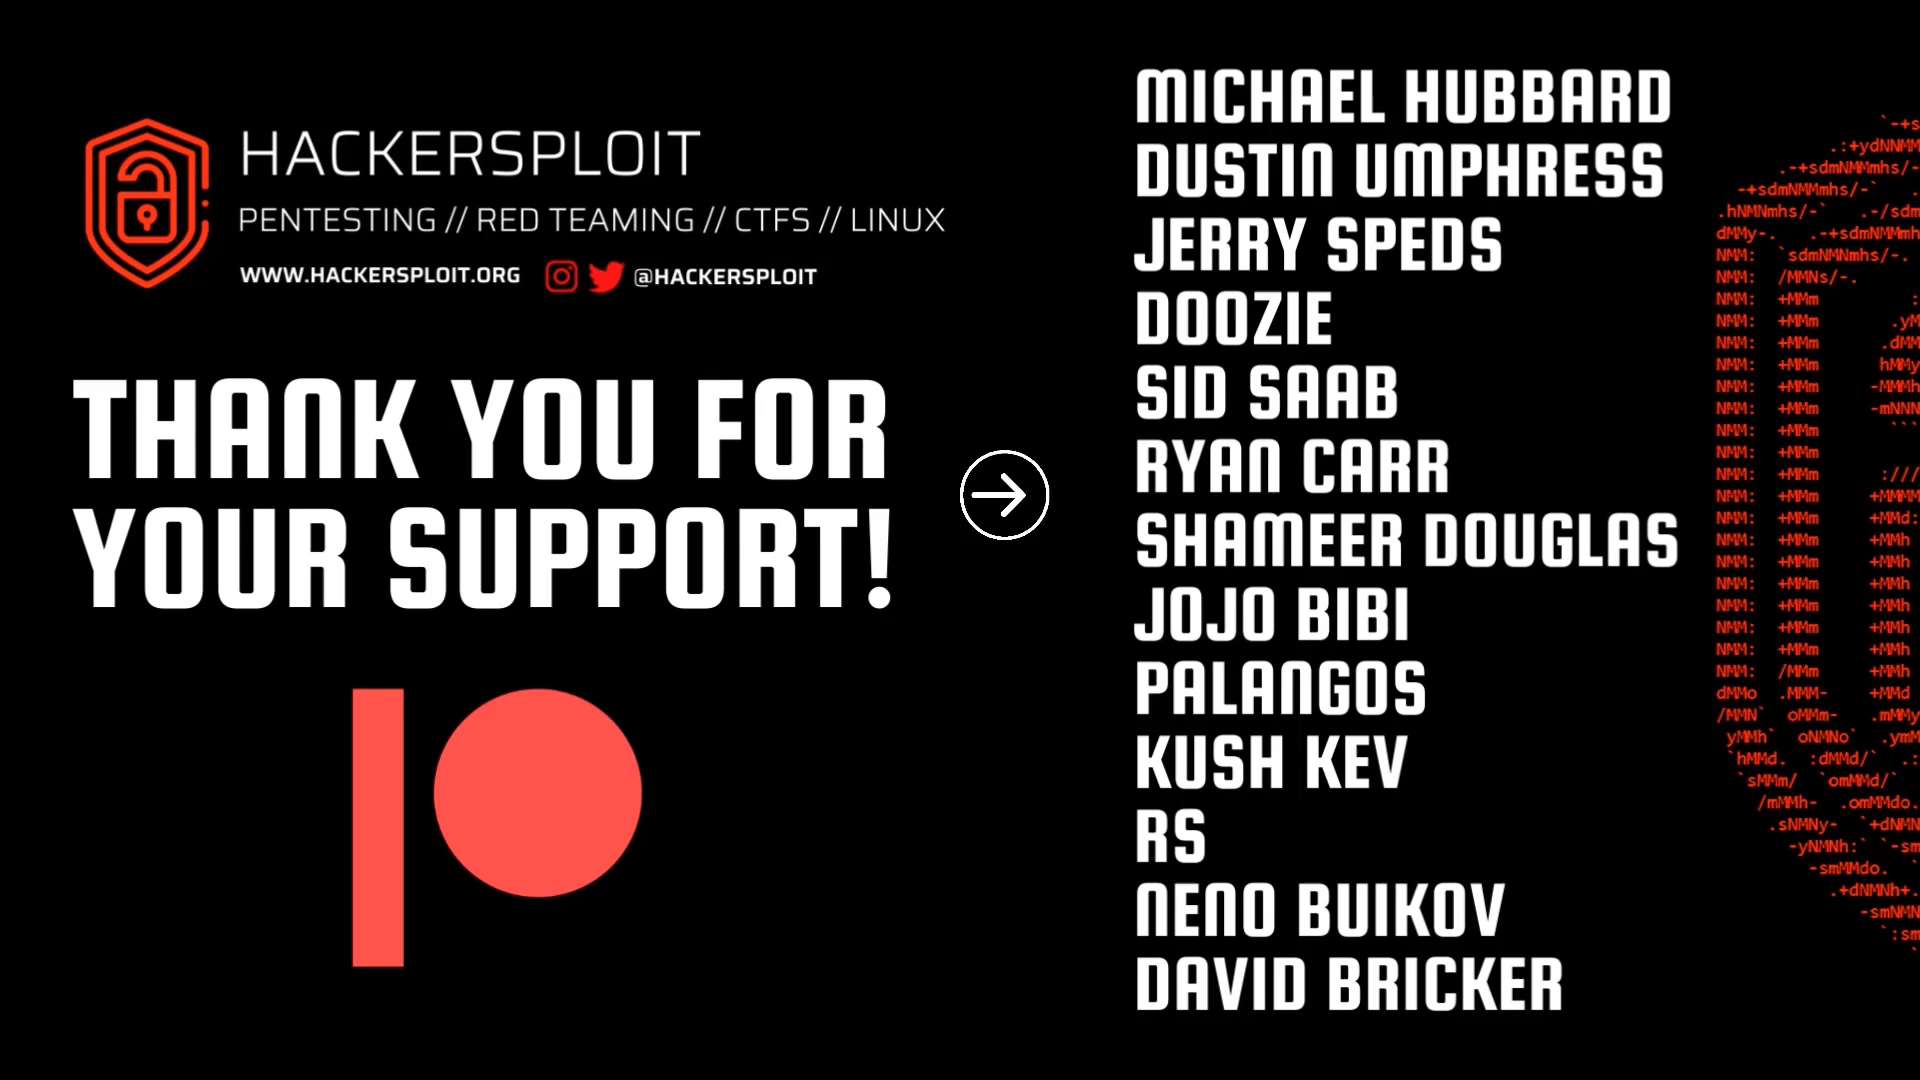 HACKERSPLOIT
PENTESTING // RED TEAMING // CTFS // LINUX
WWW.HACKERSPLOIT.ORG @HACKERSPLOIT
THANK YOU FOR
YOUR SUPPORT!
MICHAEL HUBBARD
DUSTIN UMPHRESS
JERRY SPEDS
DOOZIE
SID SAAB
RYAN CARR
SHAMEER DOUGLAS
JOJO BIBI
PALANGOS
KUSH KEV
RS
NENO BUIKOV
DAVID BRICKER